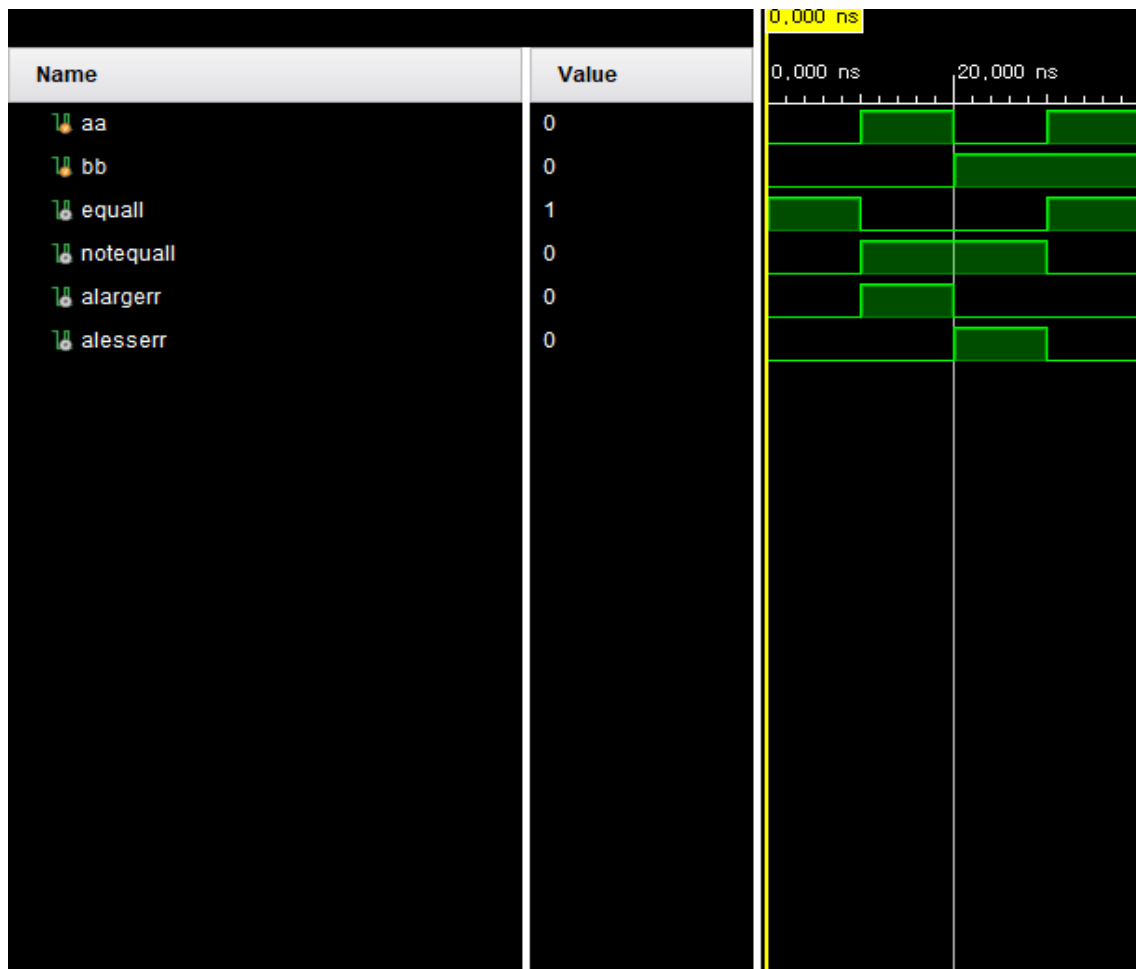 0,000 ns
Name Value 0,000 ns 20,000 ns
aa 0
bb 0
equall 1
notequall 0
alargerr 0
alesserr 0